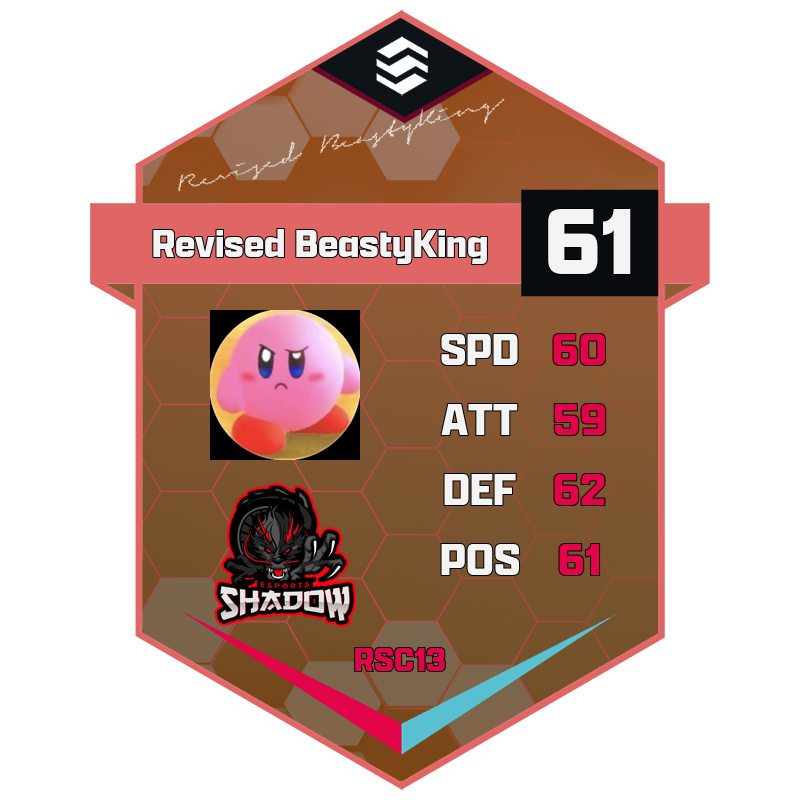 Revised BeastyKing
Revised BeastyKing
61
SPD 60
ATT 59
DEF 62
POS 61
ESPORTS
SHADOW
RSC13